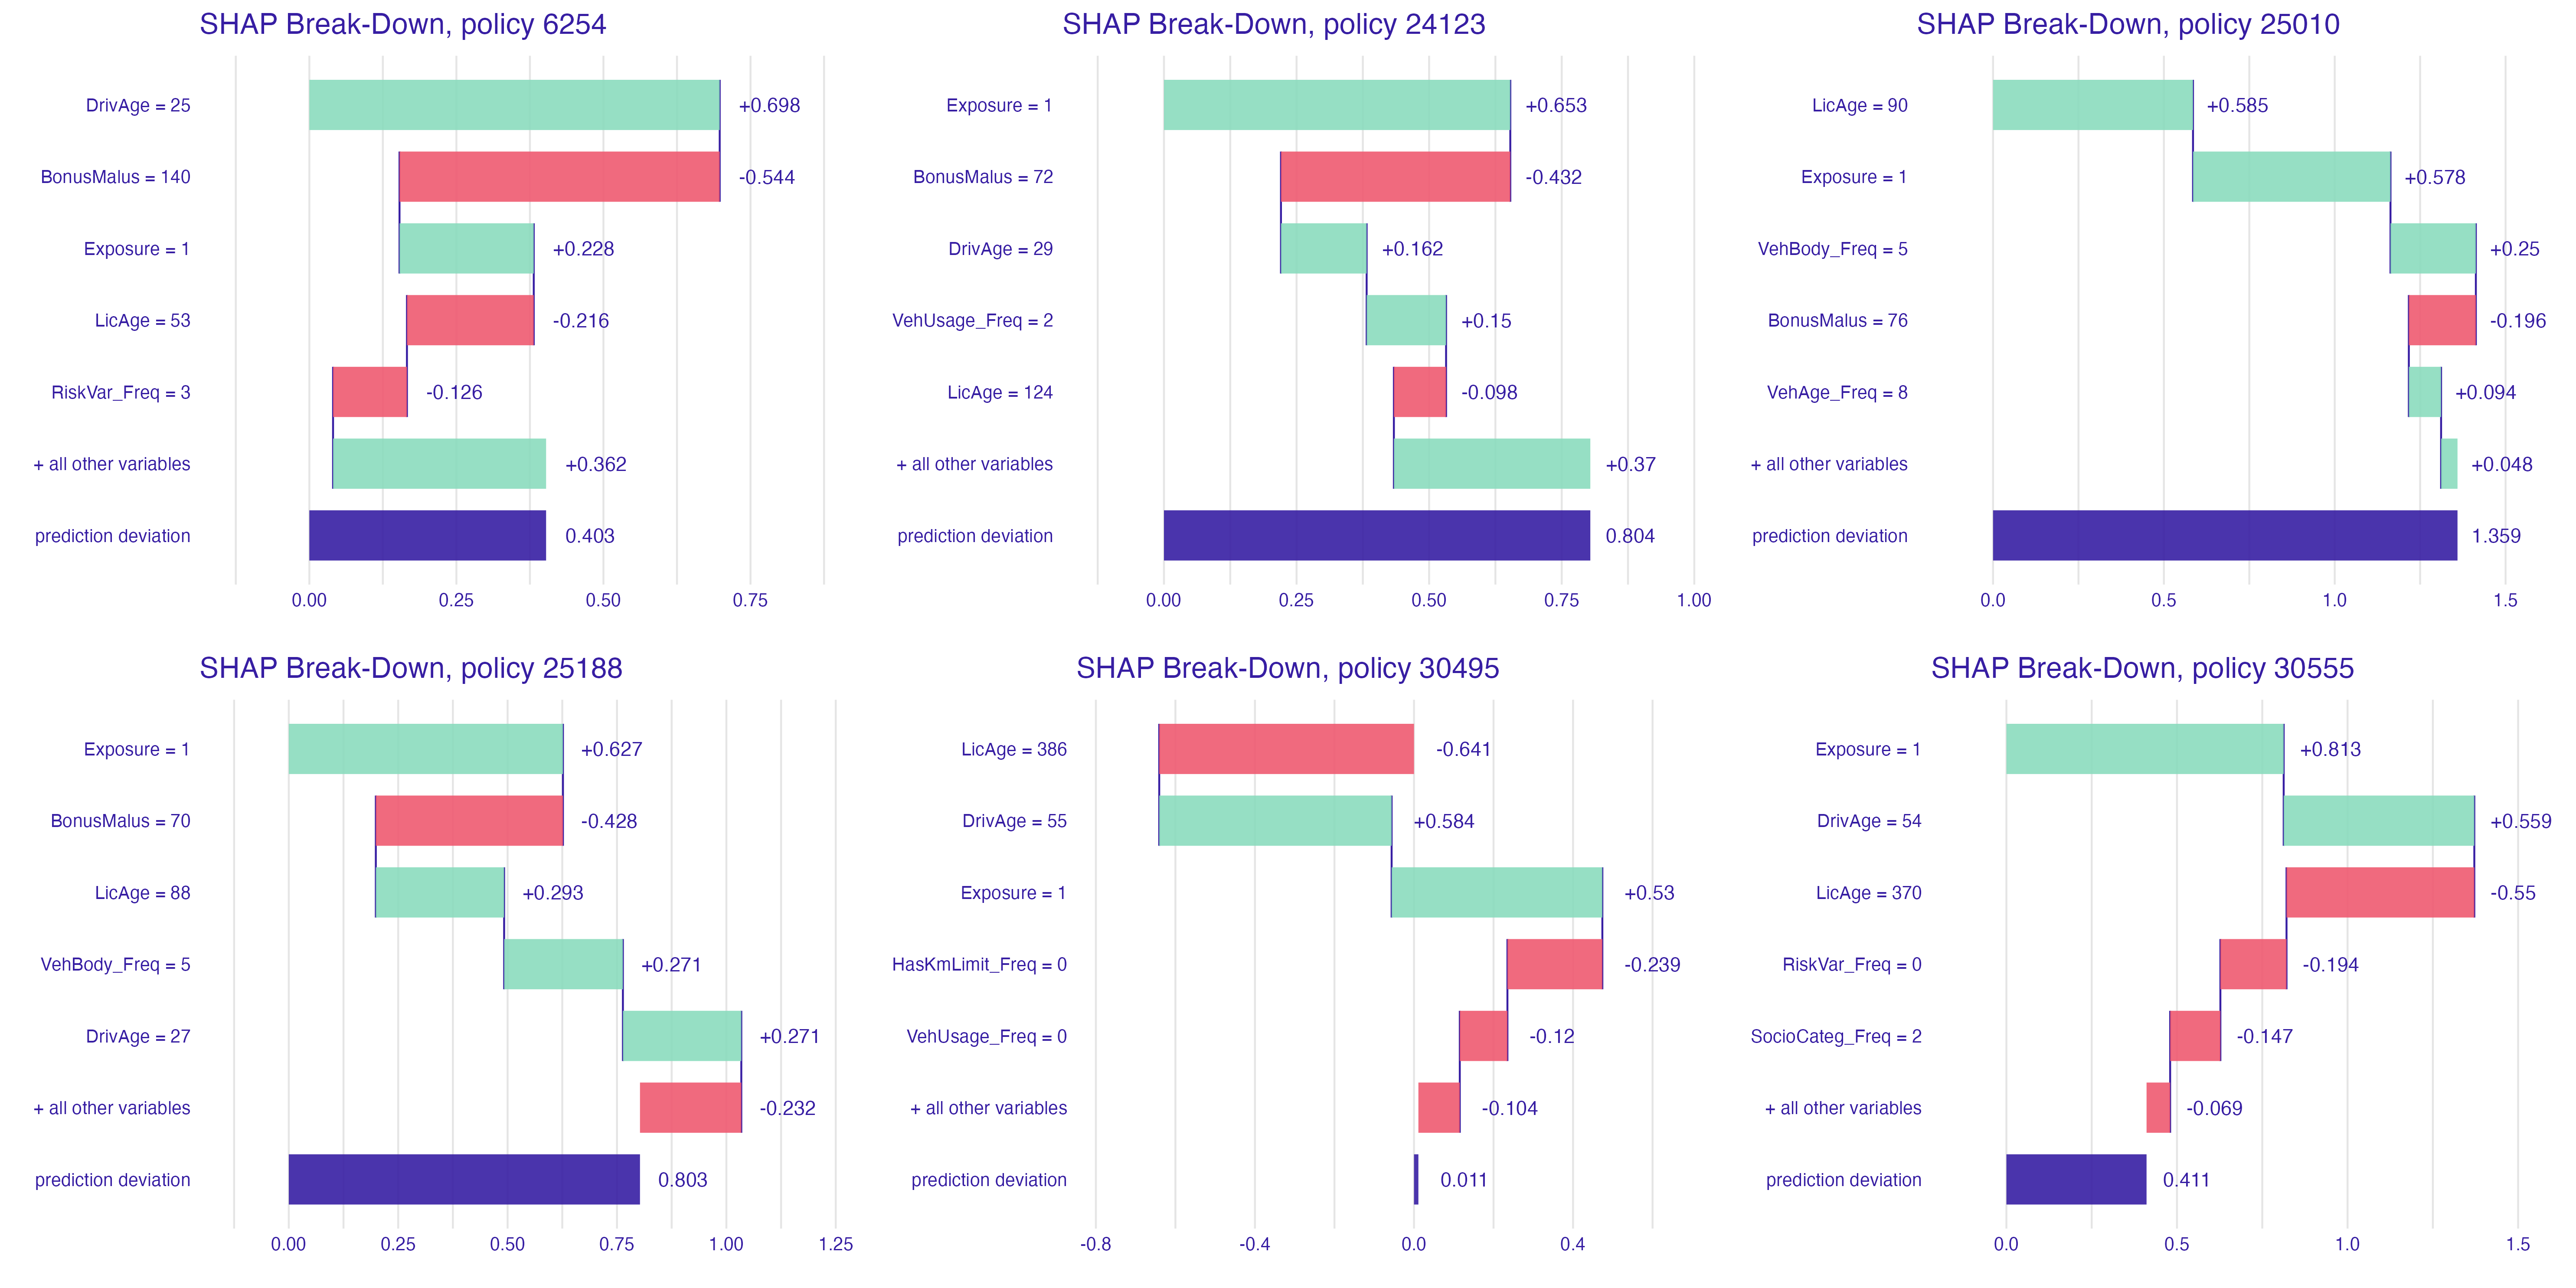 SHAP Break-Down, policy 6254
DrivAge = 25
+0.698
BonusMalus = 140
-0.544
Exposure = 1
+0.228
LicAge = 53
-0.216
RiskVar_Freq = 3
-0.126
+ all other variables
+0.362
prediction deviation
0.403
0.00 0.25 0.50 0.75
SHAP Break-Down, policy 24123
Exposure = 1
+0.653
BonusMalus = 72
-0.432
DrivAge = 29
+0.162
VehUsage_Freq = 2
+0.15
LicAge = 124
-0.098
+ all other variables
+0.37
prediction deviation
0.804
0.00 0.25 0.50 0.75 1.00
SHAP Break-Down, policy 25010
LicAge = 90
+0.585
Exposure = 1
+0.578
VehBody_Freq = 5
+0.25
BonusMalus = 76
-0.196
VehAge_Freq = 8
+0.094
+ all other variables
+0.048
prediction deviation
1.359
0.0 0.5 1.0 1.5
SHAP Break-Down, policy 25188
Exposure = 1
+0.627
BonusMalus = 70
-0.428
LicAge = 88
+0.293
VehBody_Freq = 5
+0.271
DrivAge = 27
+0.271
+ all other variables
-0.232
prediction deviation
0.803
0.00 0.25 0.50 0.75 1.00 1.25
SHAP Break-Down, policy 30495
LicAge = 386
-0.641
DrivAge = 55
+0.584
Exposure = 1
+0.53
HasKmLimit_Freq = 0
-0.239
VehUsage_Freq = 0
-0.12
+ all other variables
-0.104
prediction deviation
0.011
-0.8 -0.4 0.0 0.4
SHAP Break-Down, policy 30555
Exposure = 1
+0.813
DrivAge = 54
+0.559
LicAge = 370
-0.55
RiskVar_Freq = 0
-0.194
SocioCateg_Freq = 2
-0.147
+ all other variables
-0.069
prediction deviation
0.411
0.0 0.5 1.0 1.5